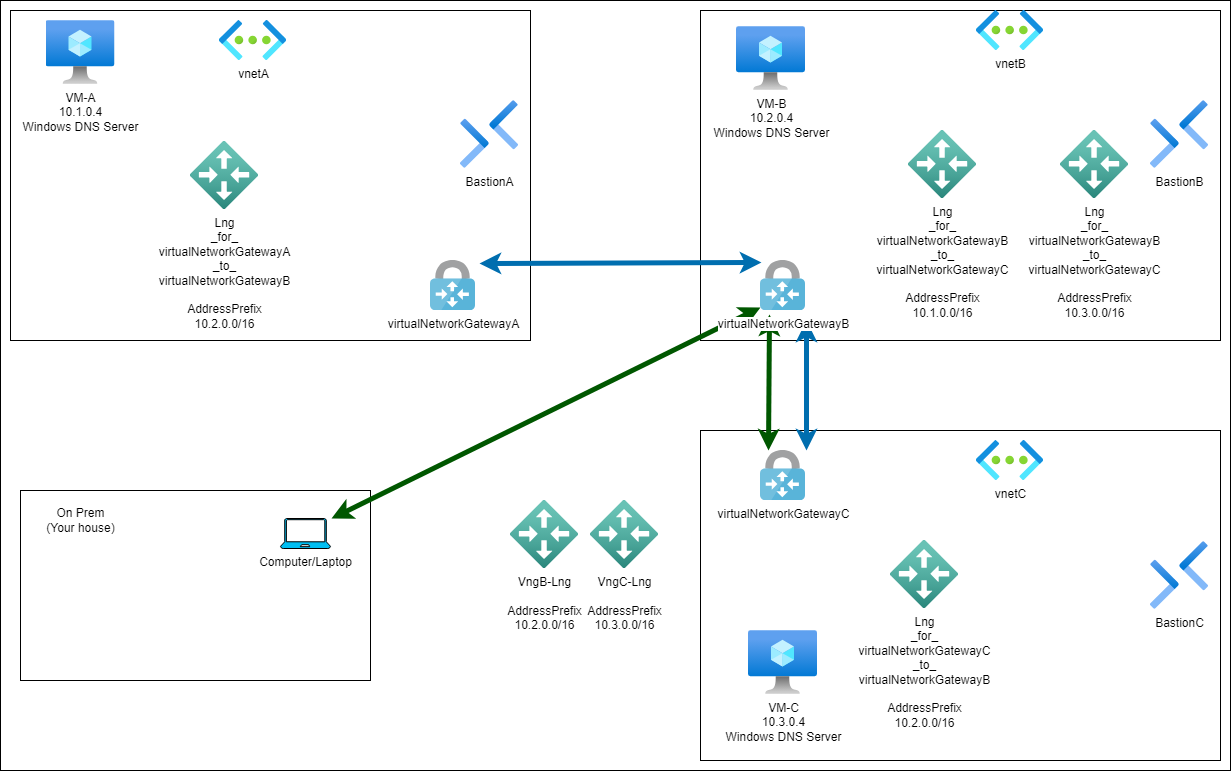 VM-A
10.1.0.4
Windows DNS Server
vnetA
BastionA
Lng
_for_
virtualNetworkGatewayA
_to_
virtualNetworkGatewayB
AddressPrefix
10.2.0.0/16
virtualNetworkGatewayA
VM-B
10.2.0.4
Windows DNS Server
vnetB
BastionB
Lng
_for_
virtualNetworkGatewayB
_to_
virtualNetworkGatewayC
AddressPrefix
10.1.0.0/16
Lng
_for_
virtualNetworkGatewayB
_to_
virtualNetworkGatewayC
AddressPrefix
10.3.0.0/16
virtualNetworkGatewayB
On Prem
(Your house)
Computer/Laptop
VngB-Lng
AddressPrefix
10.2.0.0/16
VngC-Lng
AddressPrefix
10.3.0.0/16
virtualNetworkGatewayC
vnetC
BastionC
Lng
_for_
virtualNetworkGatewayC
_to_
virtualNetworkGatewayB
AddressPrefix
10.2.0.0/16
VM-C
10.3.0.4
Windows DNS Server